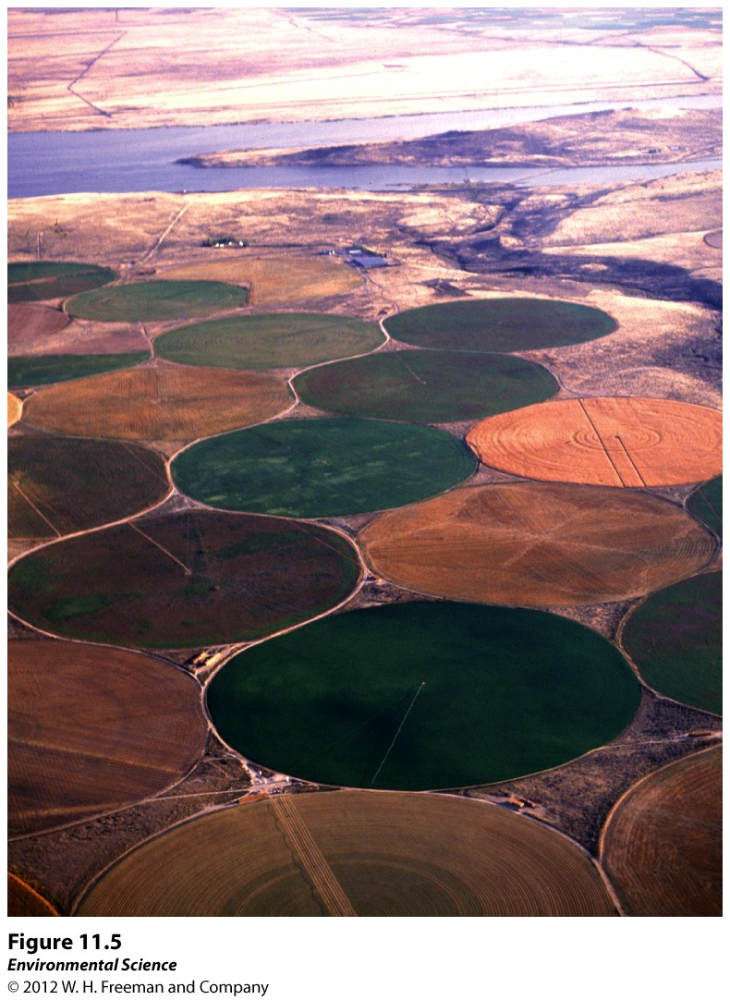 Figure 11.5
Environmental Science
© 2012 W. H. Freeman and Company